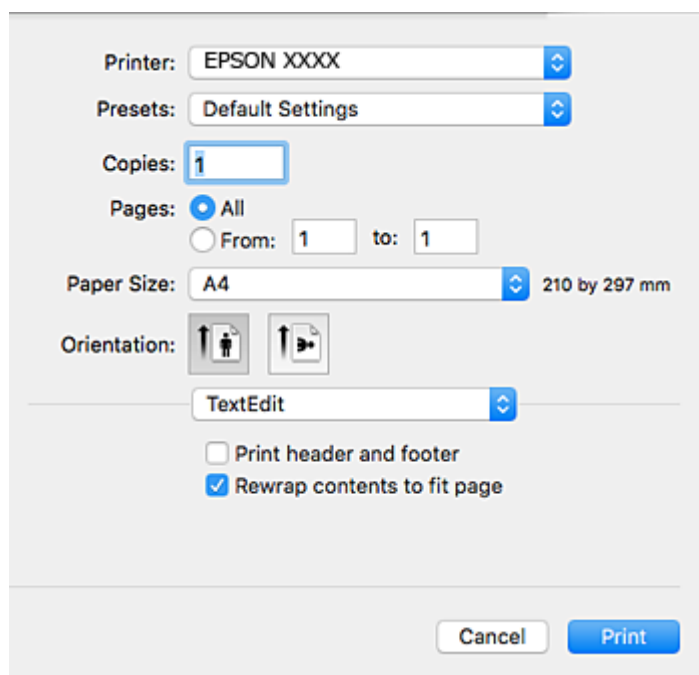 Printer: EPSON XXXX
Presets: Default Settings
Copies: 1
Pages: All
From: 1 to: 1
Paper Size: A4 210 by 297 mm
Orientation:
TextEdit
Print header and footer
Rewrap contents to fit page
Cancel Print